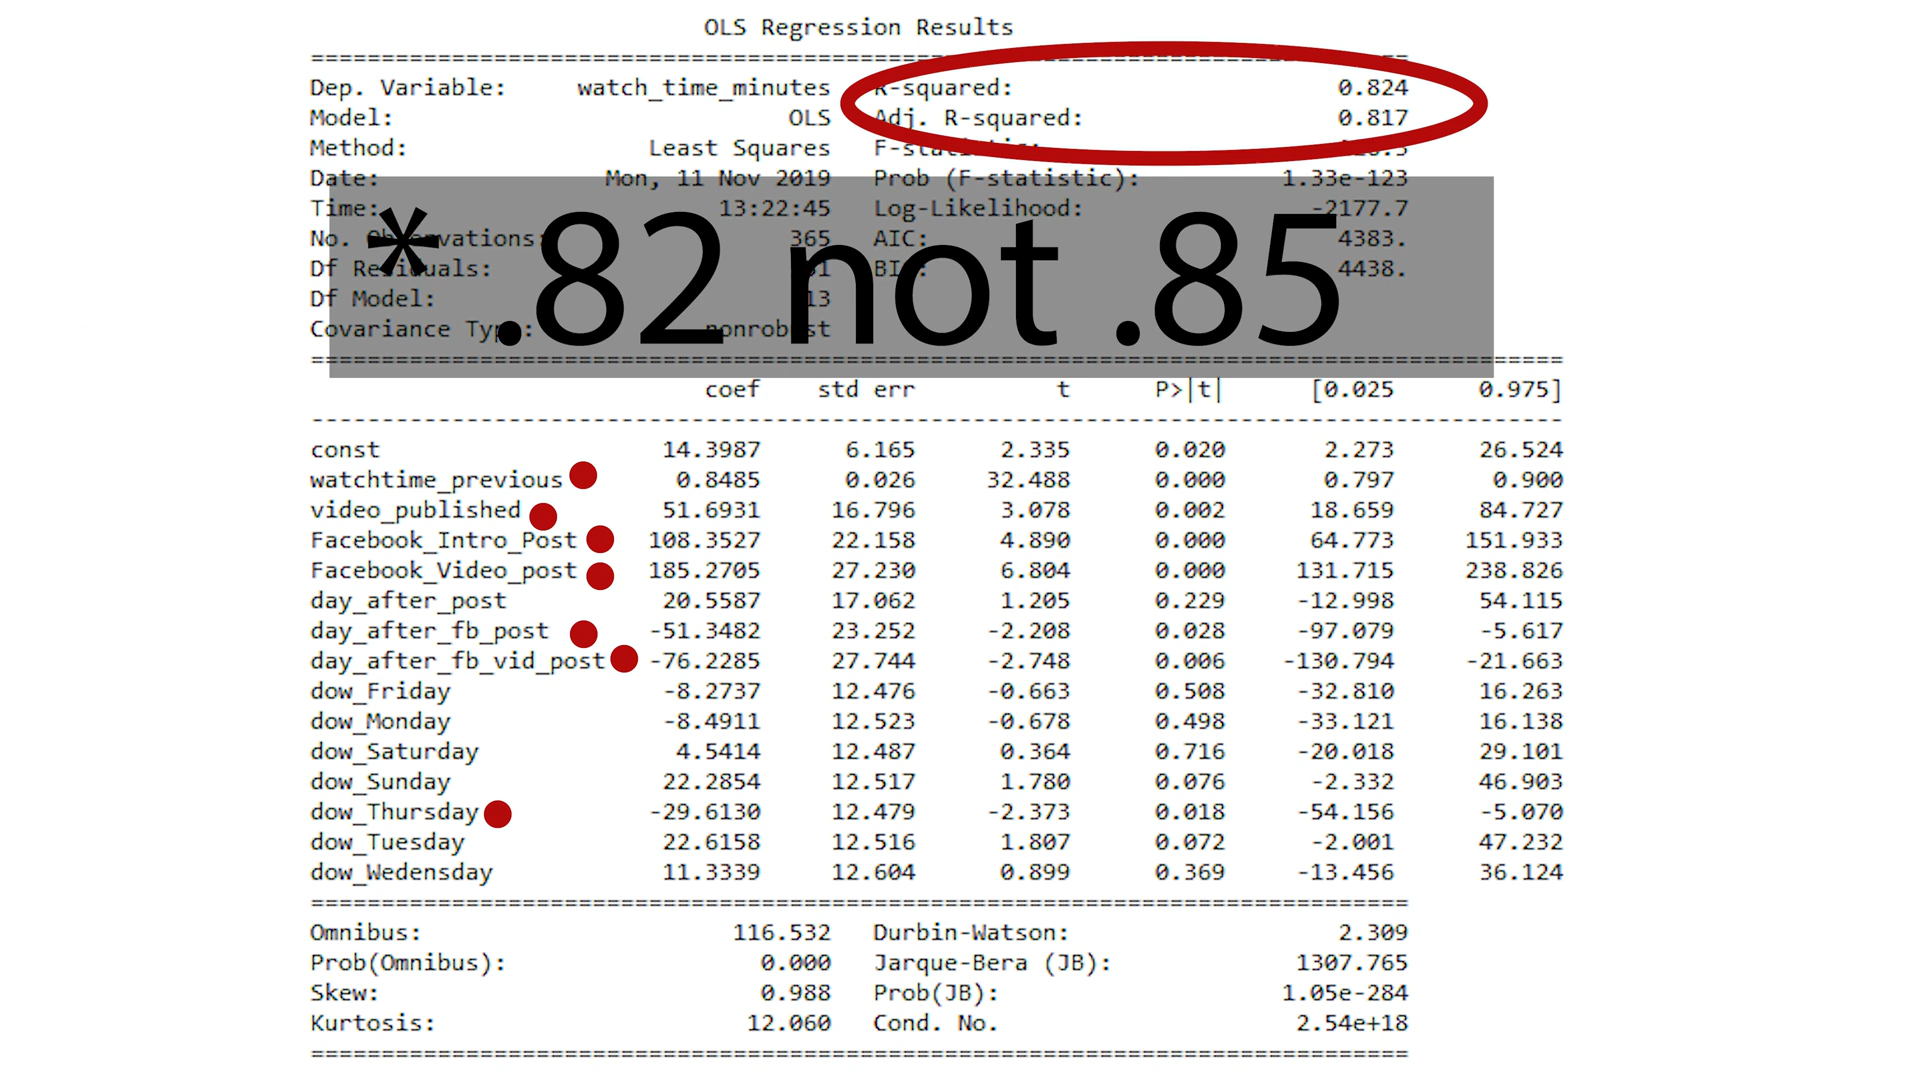 OLS Regression Results
==============================================================================
Dep. Variable: watch_time_minutes R-squared: 0.824
Model: OLS Adj. R-squared: 0.817
Method: Least Squares
Date: Mon, 11 Nov 2019 Prob (F-statistic): 1.33e-123
Time: 13:22:45 Log-Likelihood: -2177.7
No. Observations: 365 AIC: 4383.
Df Residuals: 4438.
Df Model: 13
Covariance Type: nonrobust
* .82 not .85
==============================================================================
coef std err t P>|t| [0.025 0.975]
------------------------------------------------------------------------------
const 14.3987 6.165 2.335 0.020 2.273 26.524
watchtime_previous 0.8485 0.026 32.488 0.000 0.797 0.900
video_published 51.6931 16.796 3.078 0.002 18.659 84.727
Facebook_Intro_Post 108.3527 22.158 4.890 0.000 64.773 151.933
Facebook_Video_post 185.2705 27.230 6.804 0.000 131.715 238.826
day_after_post 20.5587 17.062 1.205 0.229 -12.998 54.115
day_after_fb_post -51.3482 23.252 -2.208 0.028 -97.079 -5.617
day_after_fb_vid_post -76.2285 27.744 -2.748 0.006 -130.794 -21.663
dow_Friday -8.2737 12.476 -0.663 0.508 -32.810 16.263
dow_Monday -8.4911 12.523 -0.678 0.498 -33.121 16.138
dow_Saturday 4.5414 12.487 0.364 0.716 -20.018 29.101
dow_Sunday 22.2854 12.517 1.780 0.076 -2.332 46.903
dow_Thursday -29.6130 12.479 -2.373 0.018 -54.156 -5.070
dow_Tuesday 22.6158 12.516 1.807 0.072 -2.001 47.232
dow_Wedensday 11.3339 12.604 0.899 0.369 -13.456 36.124
==============================================================================
Omnibus: 116.532 Durbin-Watson: 2.309
Prob(Omnibus): 0.000 Jarque-Bera (JB): 1307.765
Skew: 0.988 Prob(JB): 1.05e-284
Kurtosis: 12.060 Cond. No. 2.54e+18
==============================================================================